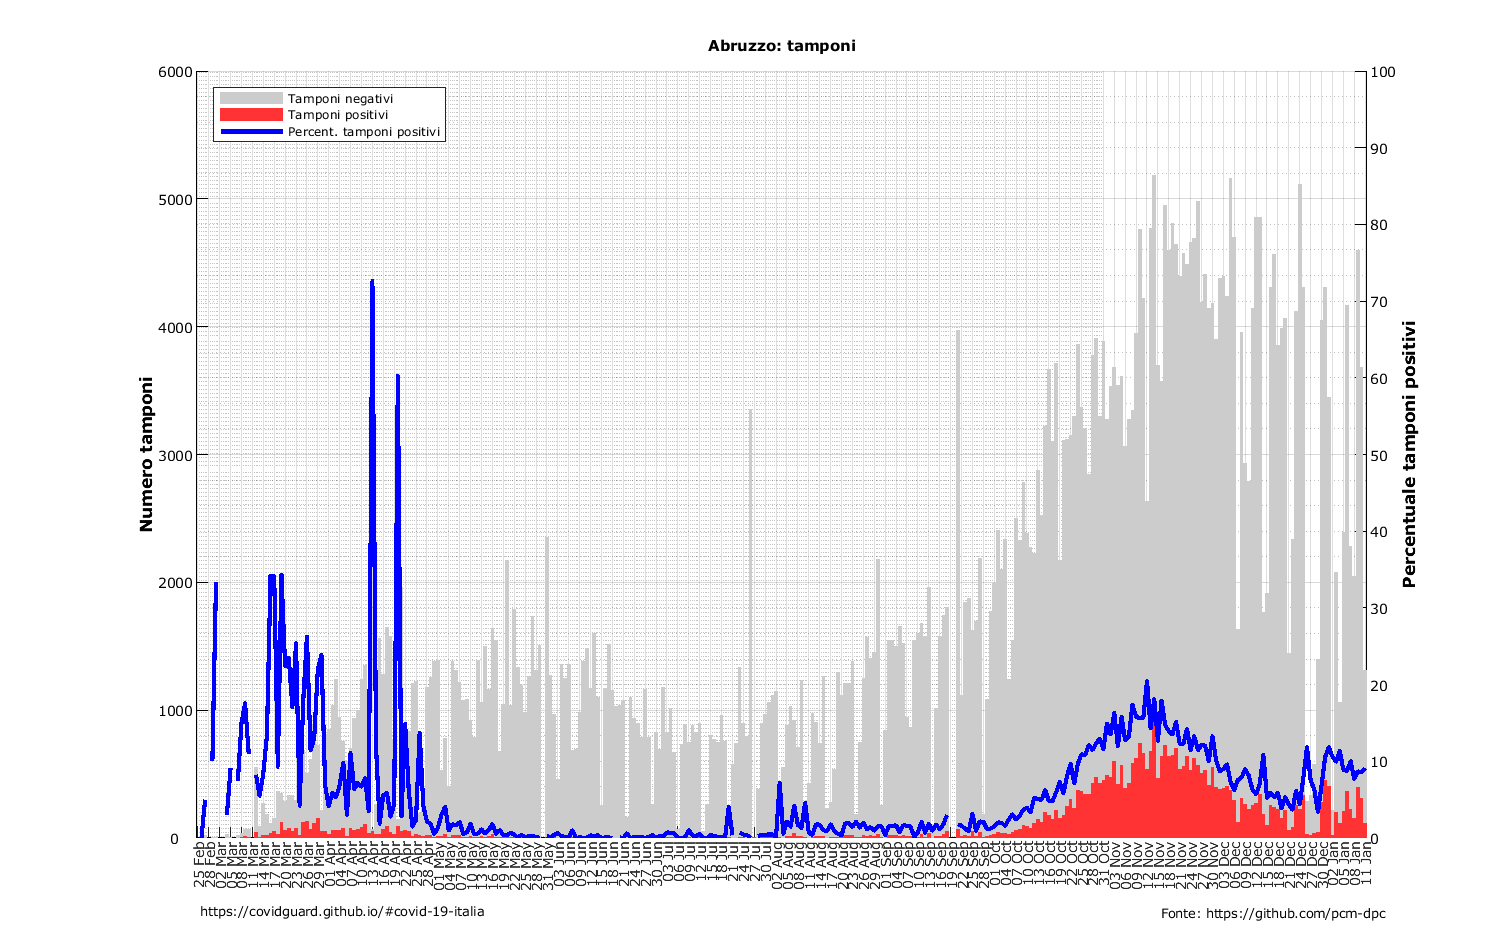 Abruzzo: tamponi
6000
5000
4000
3000
2000
1000
0
Numero tamponi
Tamponi negativi
Tamponi positivi
Percent. tamponi positivi
100
90
80
70
60
50
40
30
20
10
0
Percentuale tamponi positivi
25 Feb
28 Feb
02 Mar
05 Mar
08 Mar
11 Mar
14 Mar
17 Mar
20 Mar
23 Mar
26 Mar
29 Mar
01 Apr
04 Apr
07 Apr
10 Apr
13 Apr
16 Apr
19 Apr
22 Apr
25 Apr
28 Apr
01 May
04 May
07 May
10 May
13 May
16 May
19 May
22 May
25 May
28 May
31 May
03 Jun
06 Jun
09 Jun
12 Jun
15 Jun
18 Jun
21 Jun
24 Jun
27 Jun
30 Jun
03 Jul
06 Jul
09 Jul
12 Jul
15 Jul
18 Jul
21 Jul
24 Jul
27 Jul
30 Jul
02 Aug
05 Aug
08 Aug
11 Aug
14 Aug
17 Aug
20 Aug
23 Aug
26 Aug
29 Aug
01 Sep
04 Sep
07 Sep
10 Sep
13 Sep
16 Sep
19 Sep
22 Sep
25 Sep
28 Sep
01 Oct
04 Oct
07 Oct
10 Oct
13 Oct
16 Oct
19 Oct
22 Oct
25 Oct
28 Oct
31 Oct
03 Nov
06 Nov
09 Nov
12 Nov
15 Nov
18 Nov
21 Nov
24 Nov
27 Nov
30 Nov
03 Dec
06 Dec
09 Dec
12 Dec
15 Dec
18 Dec
21 Dec
24 Dec
27 Dec
30 Dec
02 Jan
05 Jan
08 Jan
11 Jan
https://covidguard.github.io/#covid-19-italia
Fonte: https://github.com/pcm-dpc